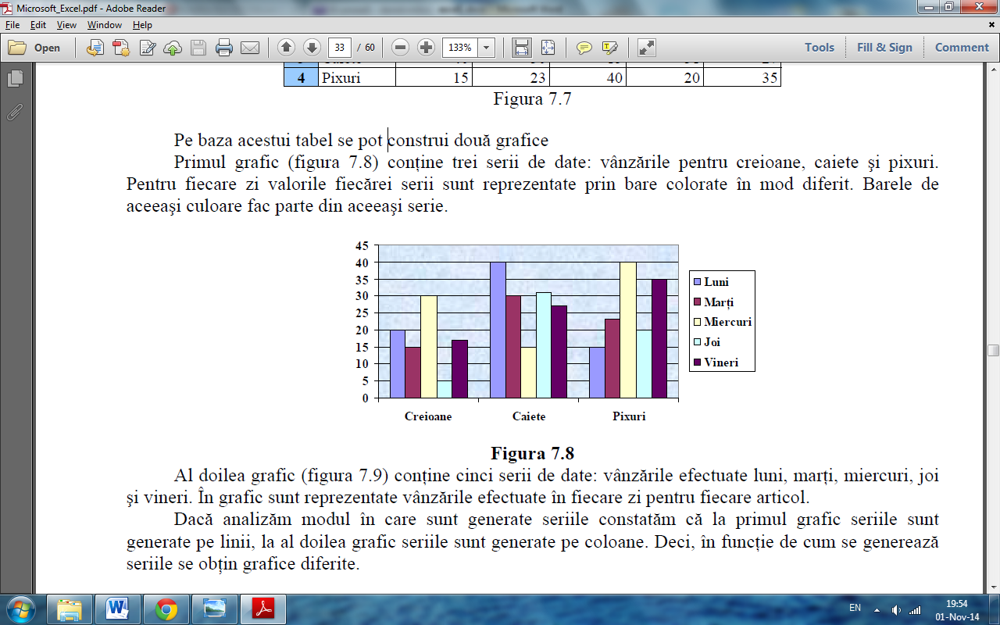 Microsoft_Excel.pdf - Adobe Reader
File Edit View Window Help
Open 33 / 60 133% Tools Fill & Sign Comment
4 Pixuri 15 23 40 20 35
Figura 7.7
Pe baza acestui tabel se pot construi două grafice
Primul grafic (figura 7.8) conține trei serii de date: vânzările pentru creioane, caiete şi pixuri.
Pentru fiecare zi valorile fiecărei serii sunt reprezentate prin bare colorate în mod diferit. Barele de
aceeaşi culoare fac parte din aceeaşi serie.
45
40
35
30
25
20
15
10
5
0
Creioane Caiete Pixuri
Luni
Marți
Miercuri
Joi
Vineri
Figura 7.8
Al doilea grafic (figura 7.9) conține cinci serii de date: vânzările efectuate luni, marți, miercuri, joi
şi vineri. În grafic sunt reprezentate vânzările efectuate în fiecare zi pentru fiecare articol.
Dacă analizăm modul în care sunt generate seriile constatăm că la primul grafic seriile sunt
generate pe linii, la al doilea grafic seriile sunt generate pe coloane. Deci, în funcție de cum se generează
seriile se obțin grafice diferite.
EN 19:54
01-Nov-14